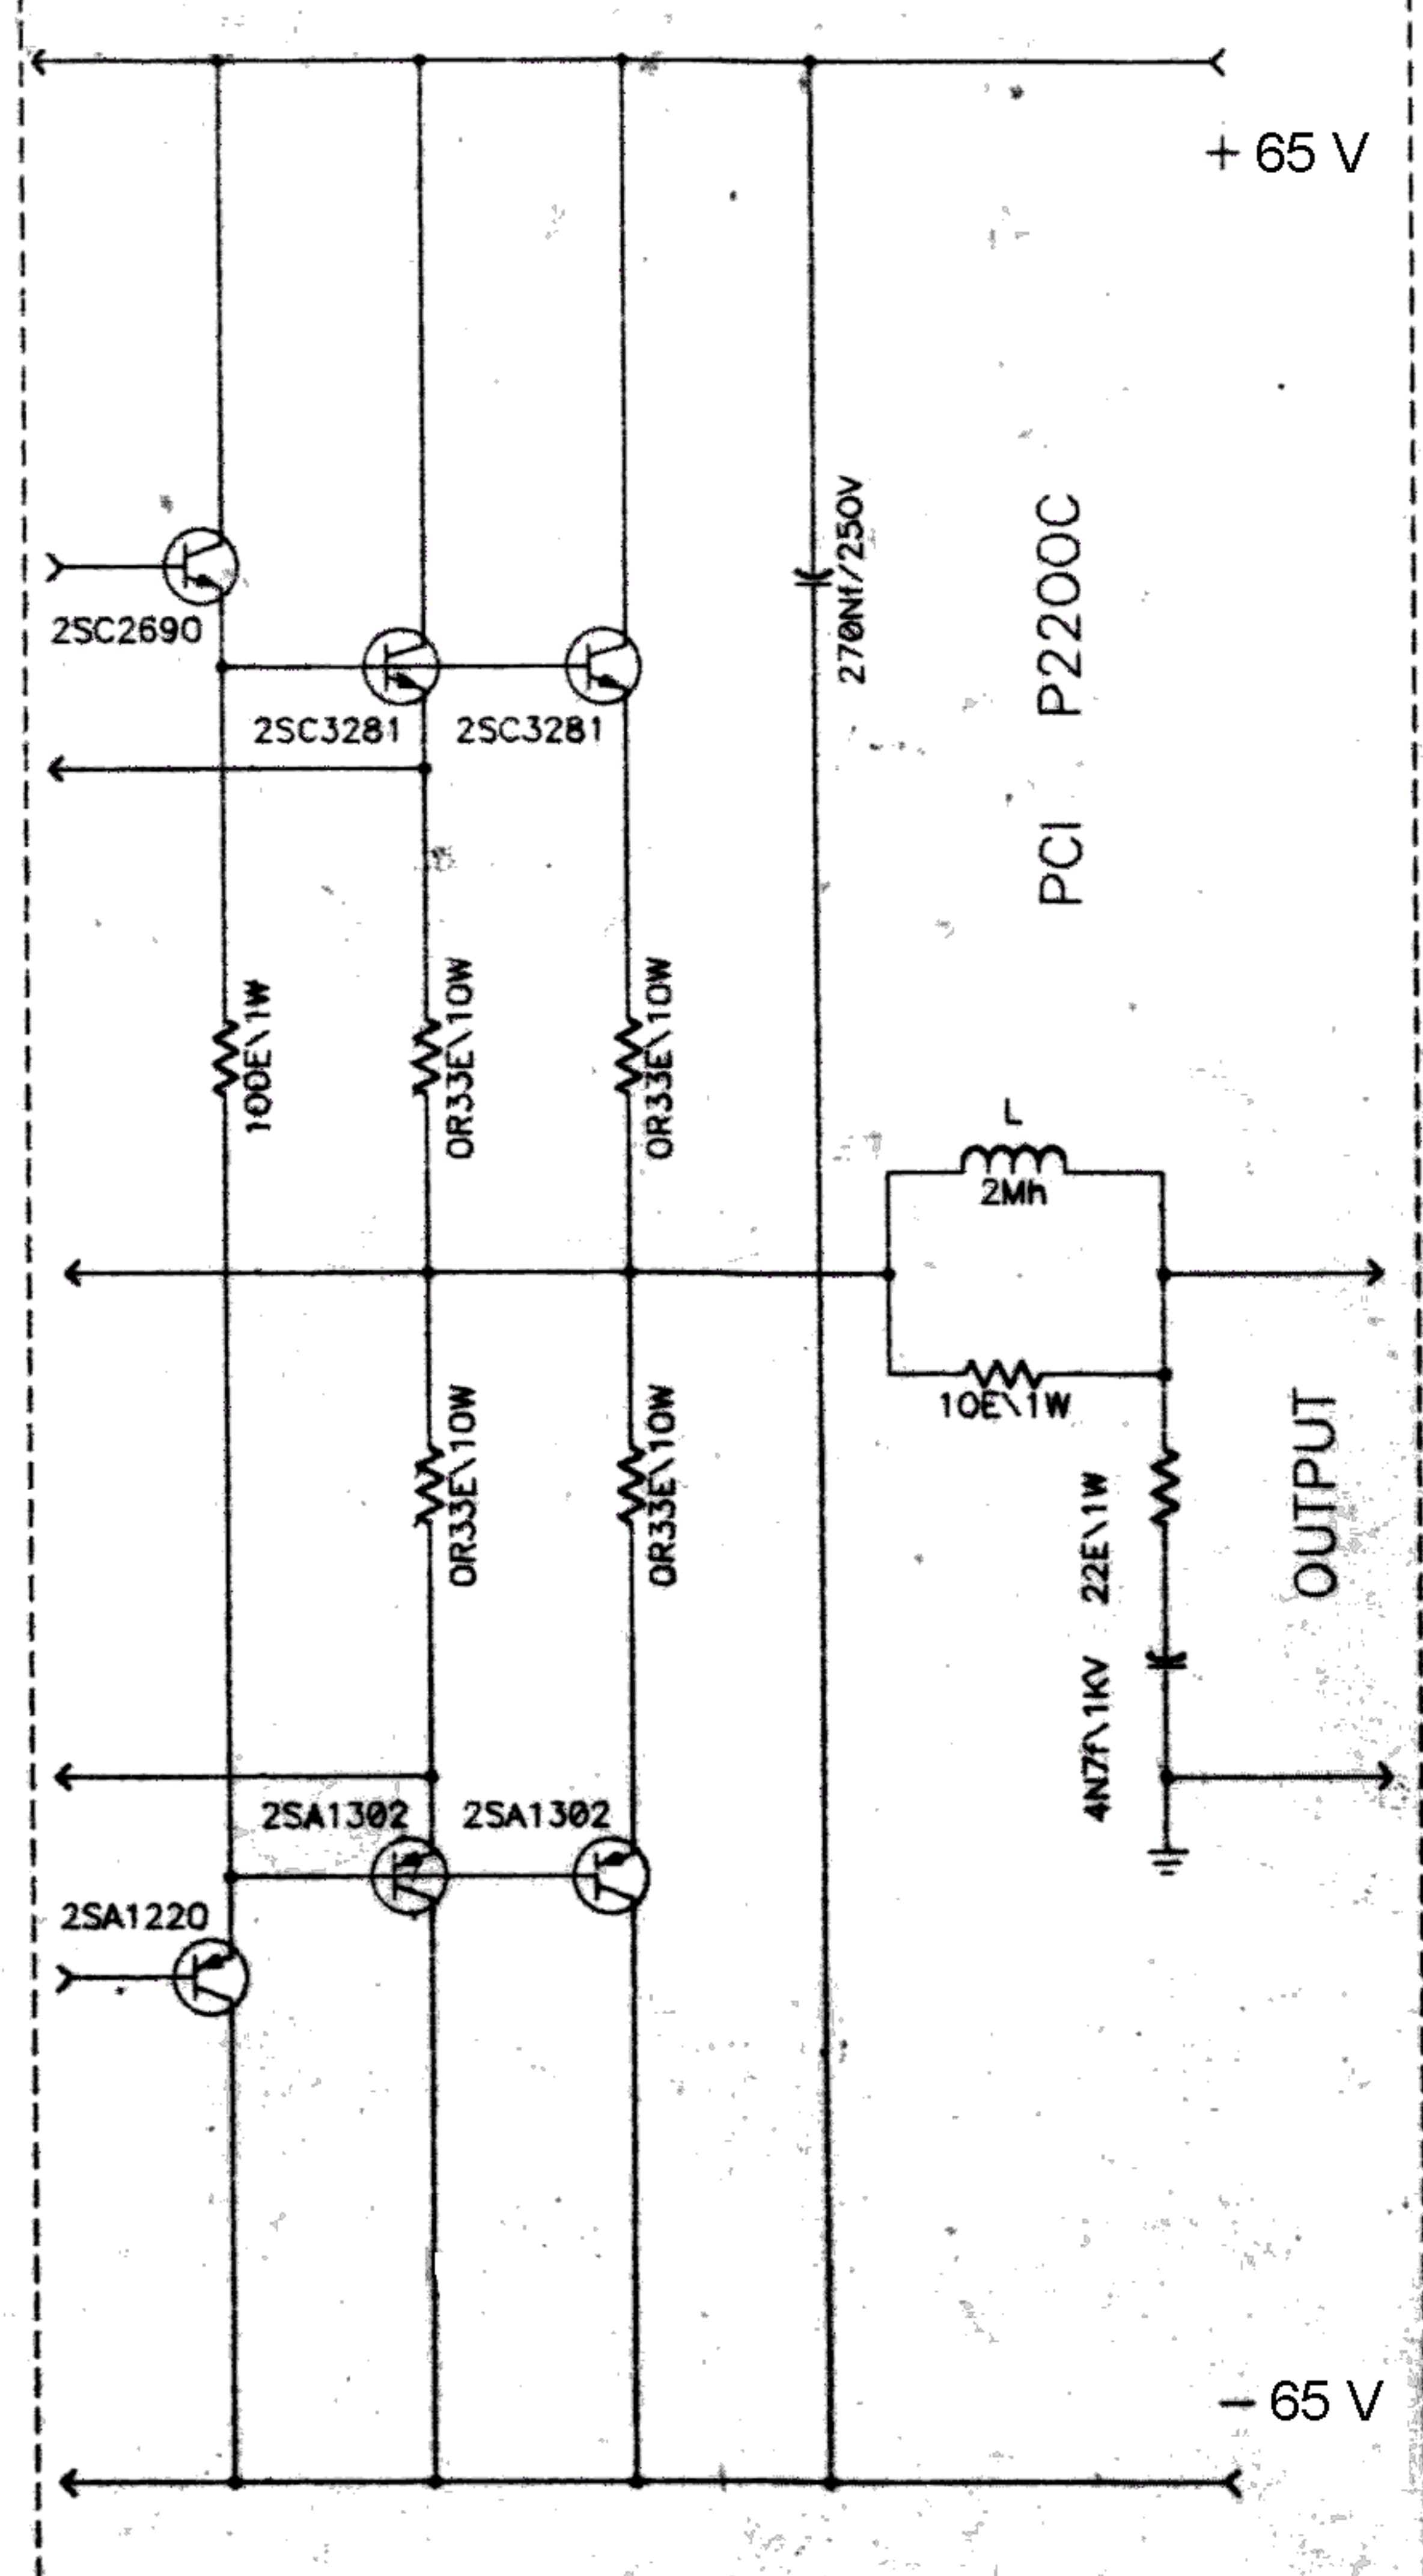 + 65 V
2SC2690
270Nf/250V
PCI P2200C
2SC3281
2SC3281
100E\1W
0R33E\10W
0R33E\10W
L
2Mh
10E\1W
0R33E\10W
0R33E\10W
22E\1W
OUTPUT
4N7f\1KV
2SA1302
2SA1302
2SA1220
- 65 V